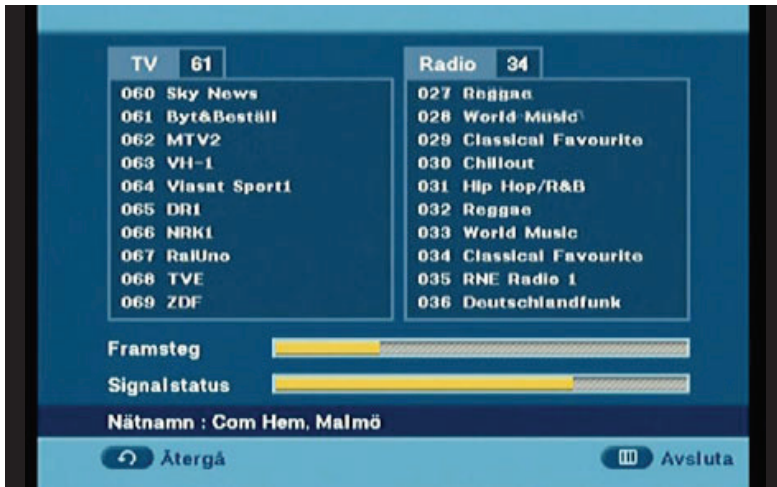 TV 61
060 Sky News
061 Byt&Beställ
062 MTV2
063 VH-1
064 Viasat Sport1
065 DR1
066 NRK1
067 RaiUno
068 TVE
069 ZDF
Radio 34
027 Reggae
028 World Music
029 Classical Favourite
030 Chillout
031 Hip Hop/R&B
032 Reggae
033 World Music
034 Classical Favourite
035 RNE Radio 1
036 Deutschlandfunk
Framsteg
Signalstatus
Nätnamn : Com Hem, Malmö
Återgå
Avsluta